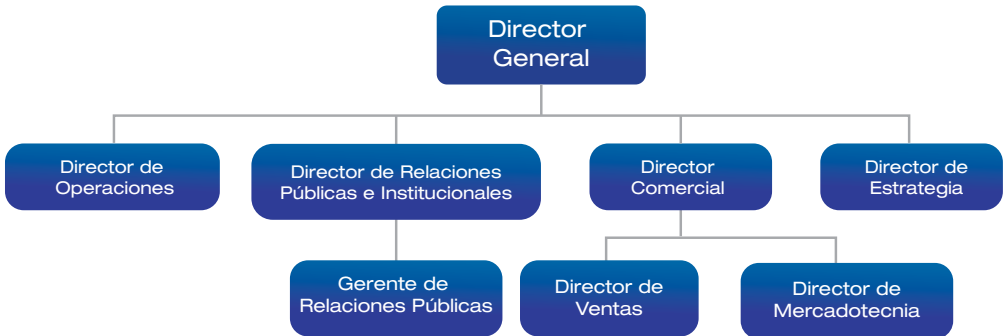 Director
General
Director de
Operaciones
Director de Relaciones
Públicas e Institucionales
Director
Comercial
Director de
Estrategia
Gerente de
Relaciones Públicas
Director de
Ventas
Director de
Mercadotecnia